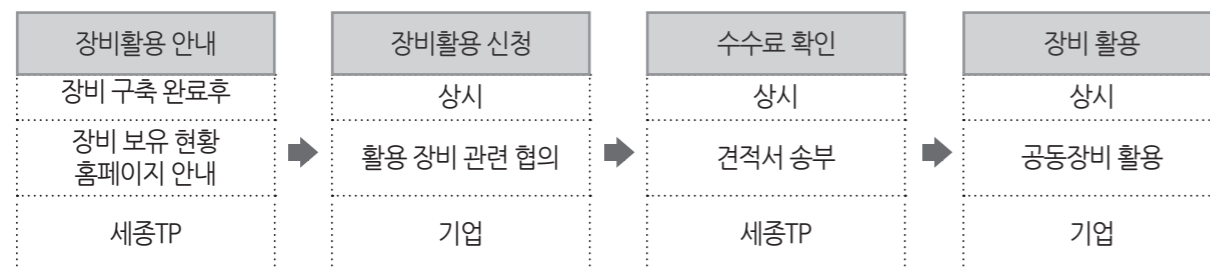 장비활용 안내
장비 구축 완료후
장비 보유 현황
홈페이지 안내
세종TP
장비활용 신청
상시
활용 장비 관련 협의
기업
수수료 확인
상시
견적서 송부
세종TP
장비 활용
상시
공동장비 활용
기업